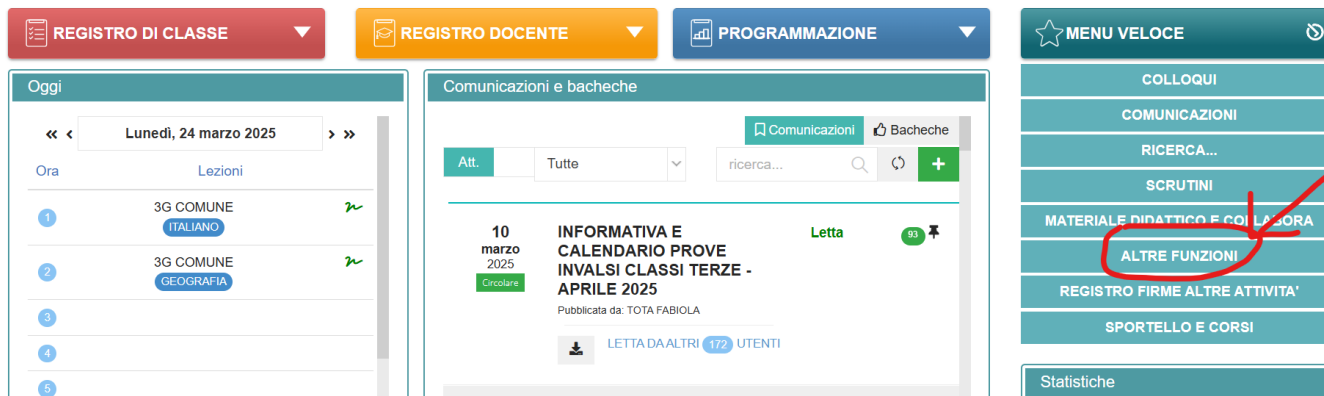 REGISTRO DI CLASSE
REGISTRO DOCENTE
PROGRAMMAZIONE
MENU VELOCE
Oggi
« ‹ Lunedì, 24 marzo 2025 › »
Ora Lezioni
1 3G COMUNE
ITALIANO
2 3G COMUNE
GEOGRAFIA
3
4
5
Comunicazioni e bacheche
Comunicazioni Bacheche
Att. Tutte ricerca... +
10
marzo
2025
Circolare
INFORMATIVA E
CALENDARIO PROVE
INVALSI CLASSI TERZE -
APRILE 2025
Pubblicata da: TOTA FABIOLA
LETTA DA ALTRI 172 UTENTI
Letta
93
COLLOQUI
COMUNICAZIONI
RICERCA...
SCRUTINI
MATERIALE DIDATTICO E COLLABORA
ALTRE FUNZIONI
REGISTRO FIRME ALTRE ATTIVITA'
SPORTELLO E CORSI
Statistiche